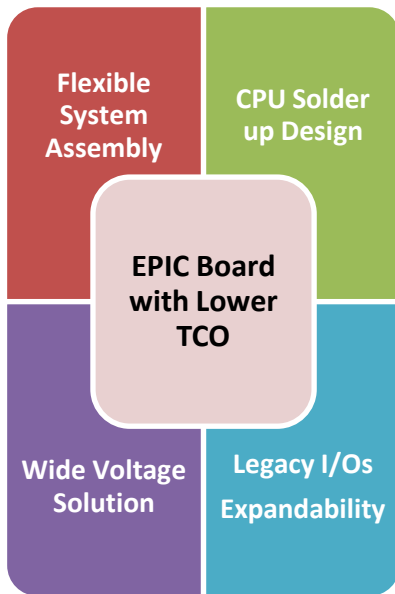 Flexible
System
Assembly
CPU Solder
up Design
EPIC Board
with Lower
TCO
Wide Voltage
Solution
Legacy I/Os
Expandability